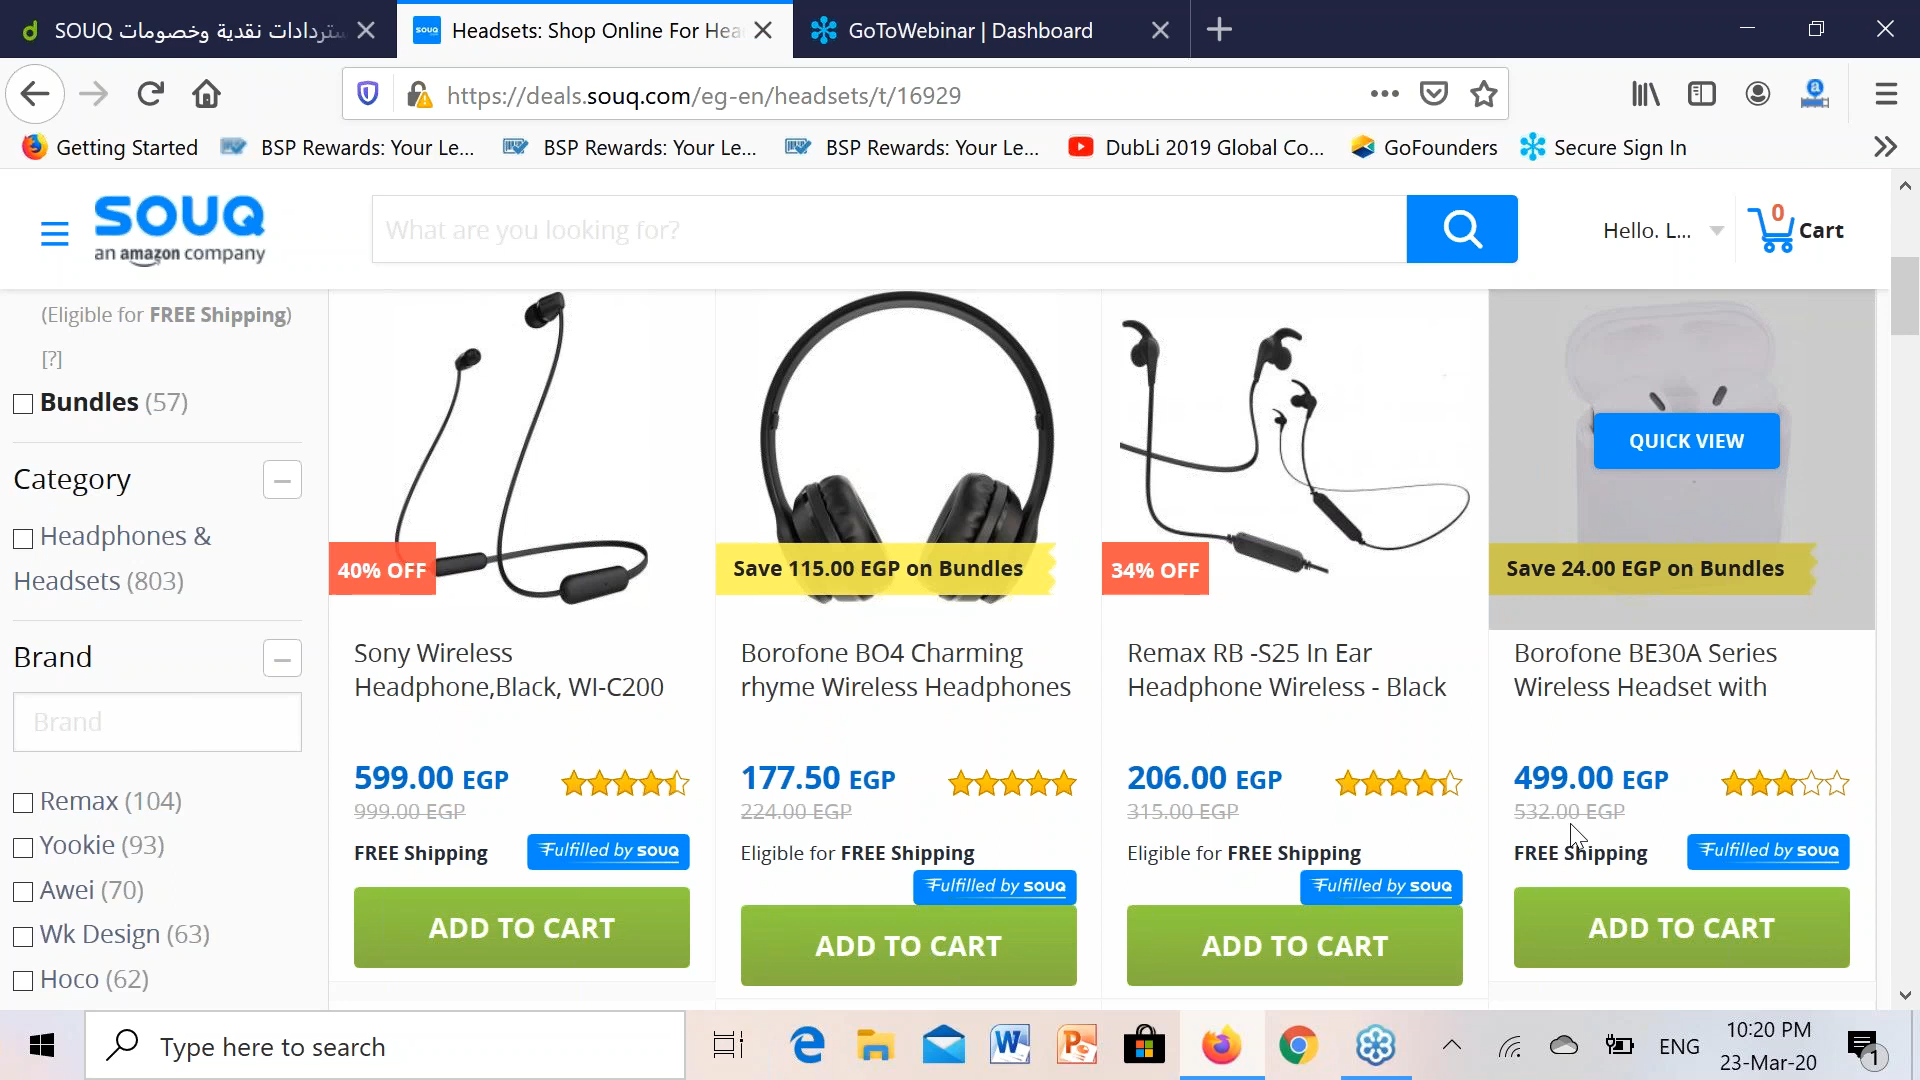 SOUQ ستردادات نقدية وخصومات
Headsets: Shop Online For Hea
GoToWebinar | Dashboard
https://deals.souq.com/eg-en/headsets/t/16929
Getting Started
BSP Rewards: Your Le...
BSP Rewards: Your Le...
BSP Rewards: Your Le...
DubLi 2019 Global Co...
GoFounders
Secure Sign In
SOUQ
an amazon company
What are you looking for?
Hello. L...
0
Cart
(Eligible for FREE Shipping)
[?]
Bundles (57)
Category
Headphones &
Headsets (803)
Brand
Brand
Remax (104)
Yookie (93)
Awei (70)
Wk Design (63)
Hoco (62)
40% OFF
Sony Wireless
Headphone,Black, WI-C200
599.00 EGP
999.00 EGP
FREE Shipping
Fulfilled by souq
ADD TO CART
Save 115.00 EGP on Bundles
Borofone BO4 Charming
rhyme Wireless Headphones
177.50 EGP
224.00 EGP
Eligible for FREE Shipping
Fulfilled by souq
ADD TO CART
34% OFF
Remax RB -S25 In Ear
Headphone Wireless - Black
206.00 EGP
315.00 EGP
Eligible for FREE Shipping
Fulfilled by souq
ADD TO CART
QUICK VIEW
Save 24.00 EGP on Bundles
Borofone BE30A Series
Wireless Headset with
499.00 EGP
532.00 EGP
FREE Shipping
Fulfilled by souq
ADD TO CART
Type here to search
ENG
10:20 PM
23-Mar-20
1